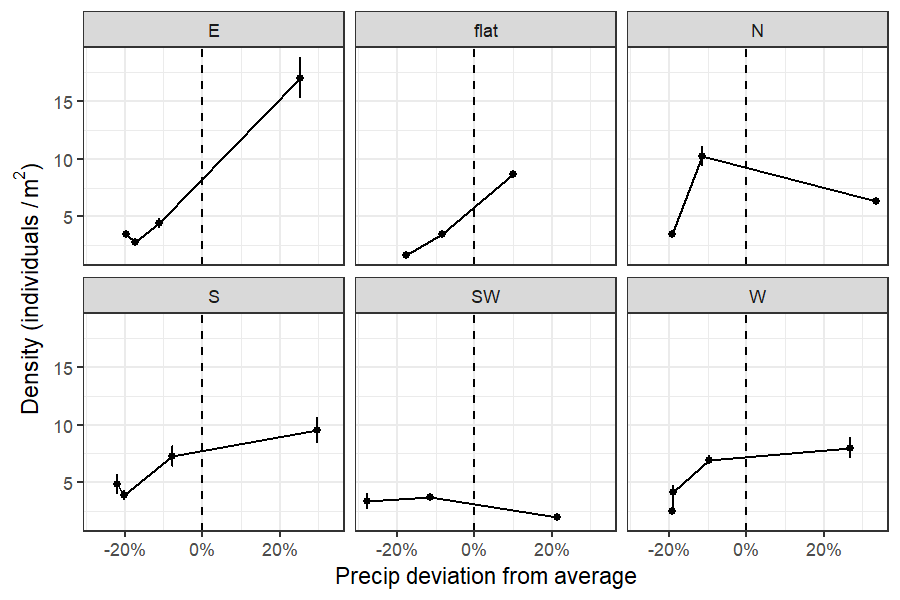 E
flat
N
15
10
5
S
SW
W
15
10
5
-20%
0%
20%
-20%
0%
20%
-20%
0%
20%
Density (individuals / m²)
Precip deviation from average